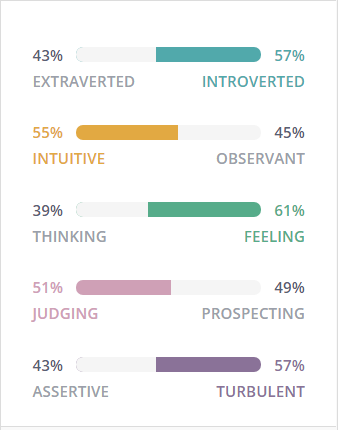 43% 57%
EXTRAVERTED INTROVERTED
55% 45%
INTUITIVE OBSERVANT
39% 61%
THINKING FEELING
51% 49%
JUDGING PROSPECTING
43% 57%
ASSERTIVE TURBULENT